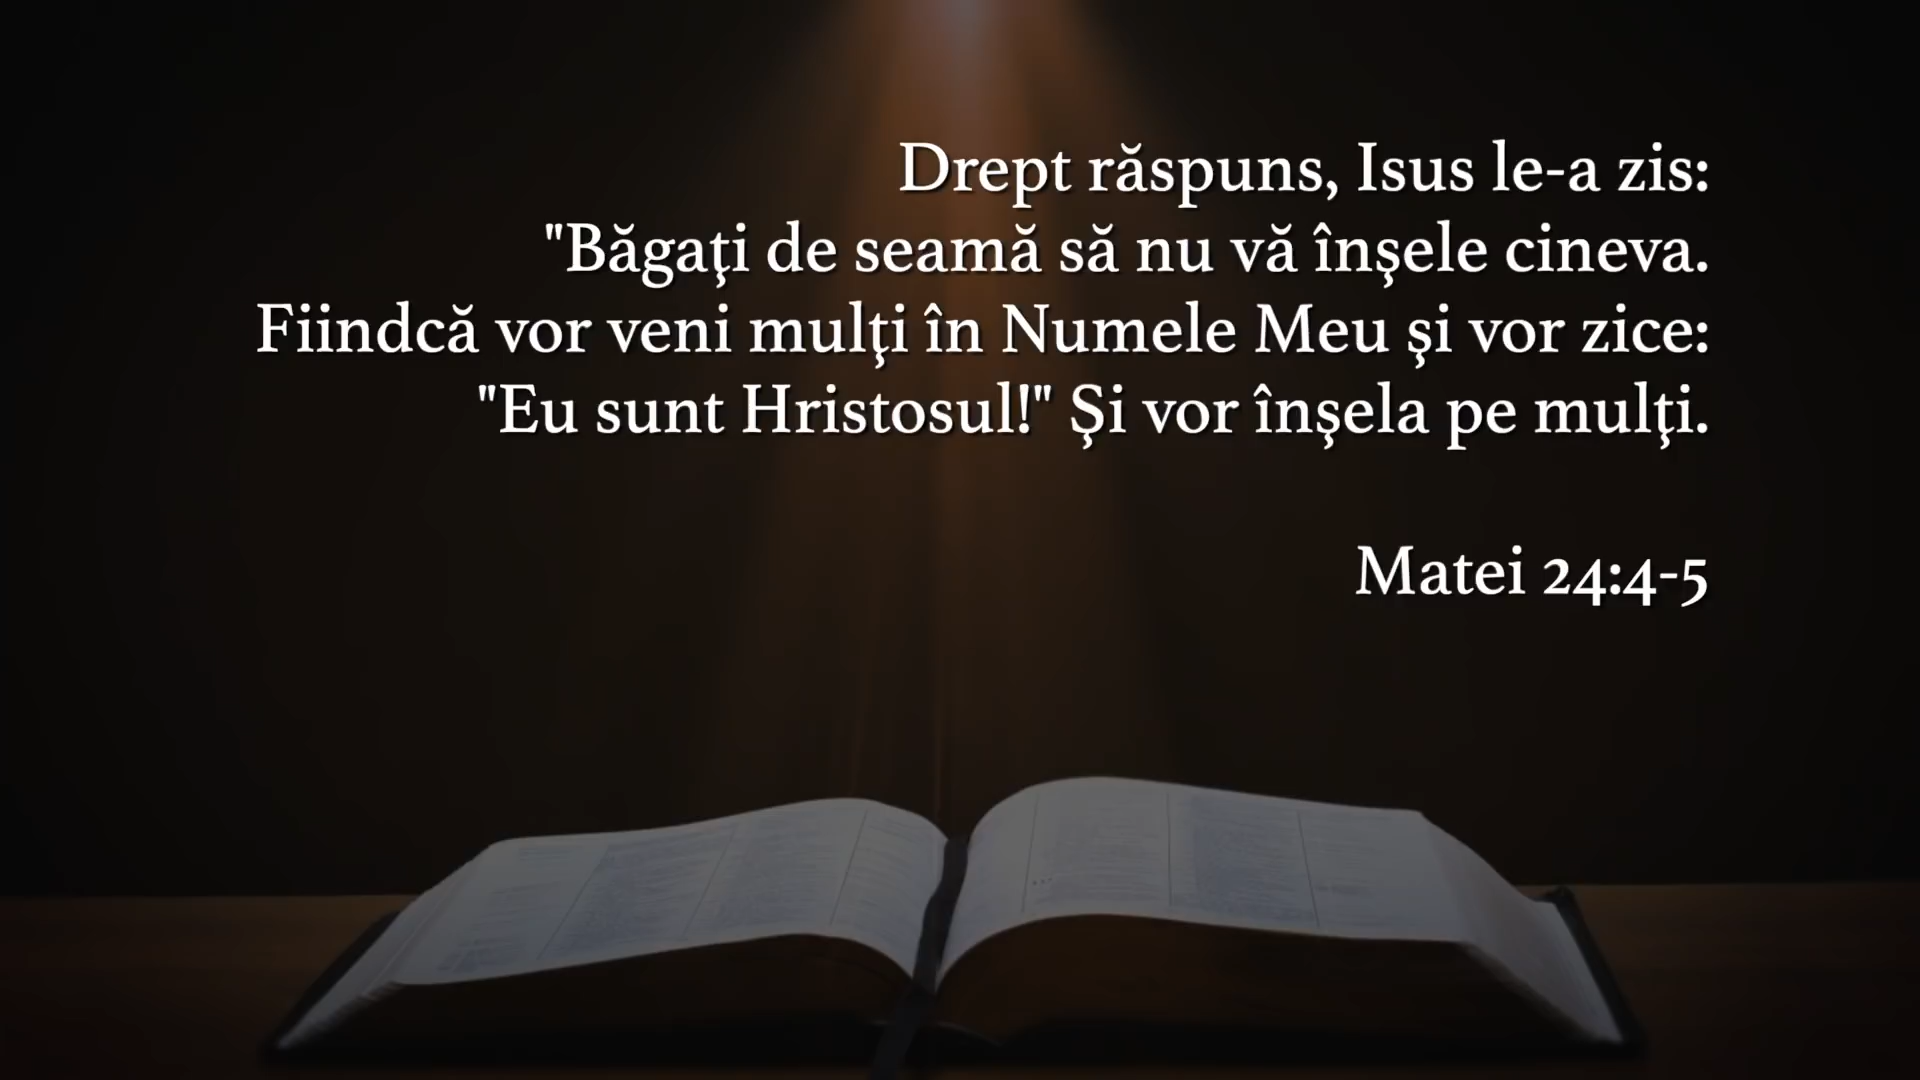 Drept răspuns, Isus le-a zis:
"Băgaţi de seamă să nu vă înşele cineva.
Fiindcă vor veni mulţi în Numele Meu şi vor zice:
"Eu sunt Hristosul!" Şi vor înşela pe mulţi.
Matei 24:4-5